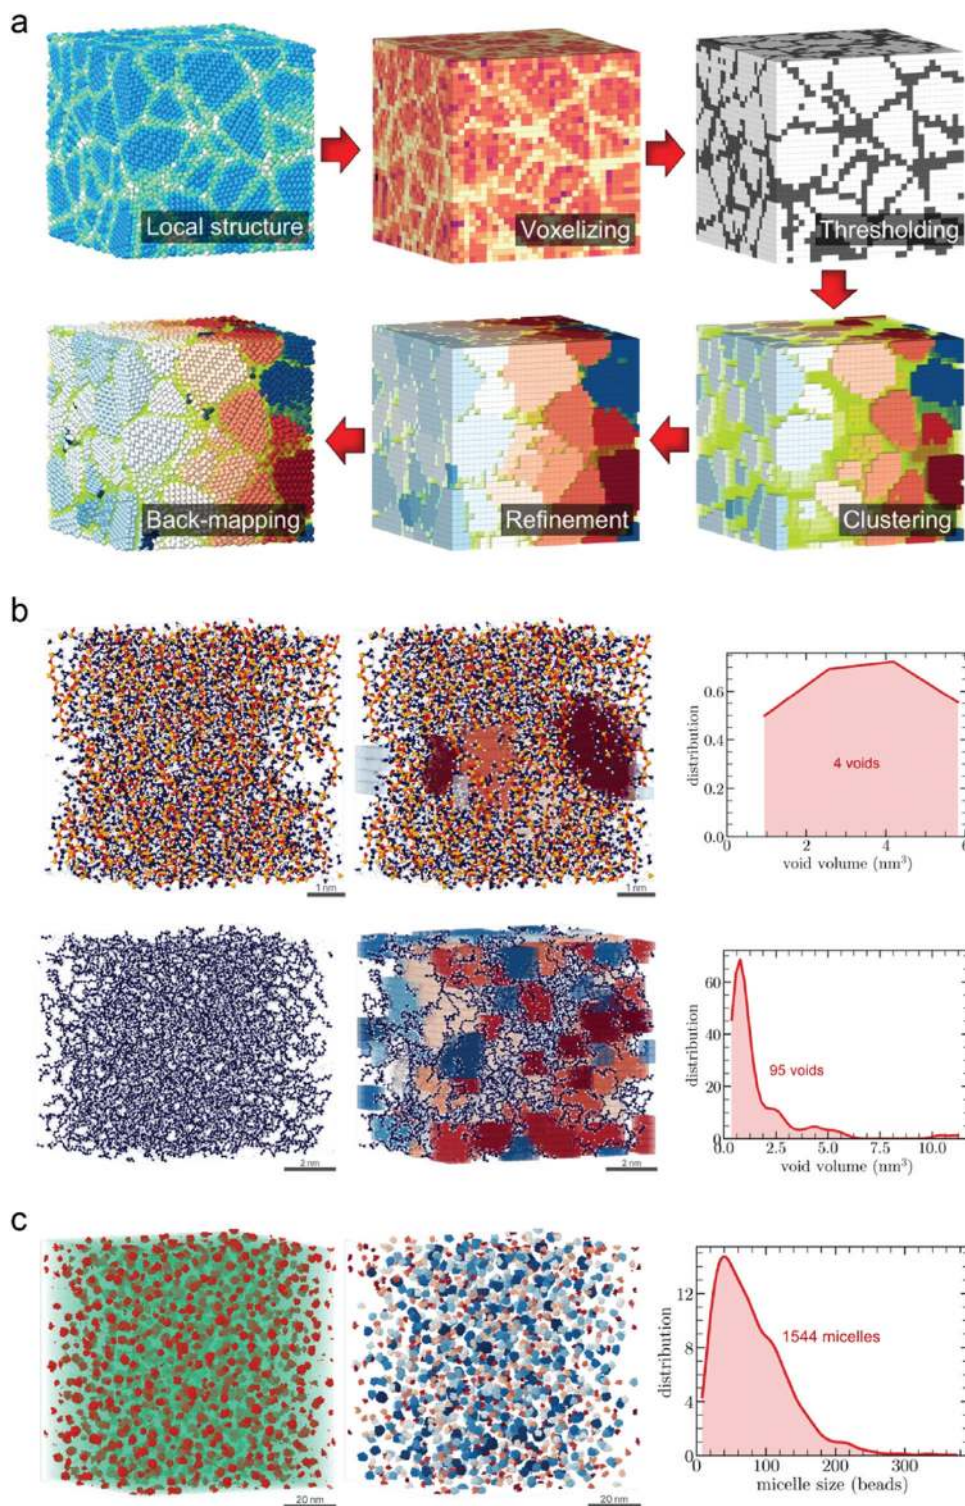 a
Local structure
Voxelizing
Thresholding
Back-mapping
Refinement
Clustering
b
1 nm
1 nm
distribution
0.6
0.4
0.2
0.0
4 voids
0 2 4 6
void volume (nm³)
2 nm
2 nm
distribution
60
40
20
0
95 voids
0.0 2.5 5.0 7.5 10.0
void volume (nm³)
c
20 nm
20 nm
distribution
12
8
4
0
1544 micelles
0 100 200 300
micelle size (beads)